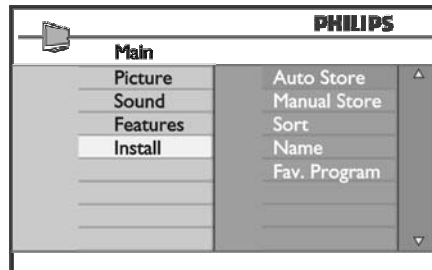 PHILIPS
Main
Picture
Sound
Features
Install
Auto Store
Manual Store
Sort
Name
Fav. Program